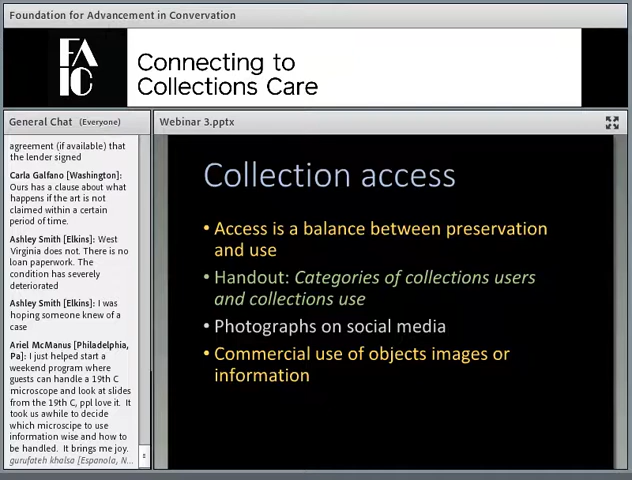 Foundation for Advancement in Convervation
FA
IC
Connecting to
Collections Care
General Chat (Everyone)
agreement (if available) that
the lender signed
Carla Galfano [Washington]:
Ours has a clause about what
happens if the art is not
claimed within a certain
period of time.
Ashley Smith [Elkins]: West
Virginia does not. There is no
loan paperwork. The
condition has severely
deteriorated
Ashley Smith [Elkins]: I was
hoping someone knew of a
case
Ariel McManus [Philadelphia,
Pa]: I just helped start a
weekend program where
guests can handle a 19th C
microscope and look at slides
from the 19th C, ppl love it. It
took us awhile to decide
which microscipe to use
information wise and how to
be handled. It brings me joy.
gurufateh khalsa [Espanola, N...
Webinar 3.pptx
Collection access
• Access is a balance between preservation
and use
• Handout: Categories of collections users
and collections use
• Photographs on social media
• Commercial use of objects images or
information